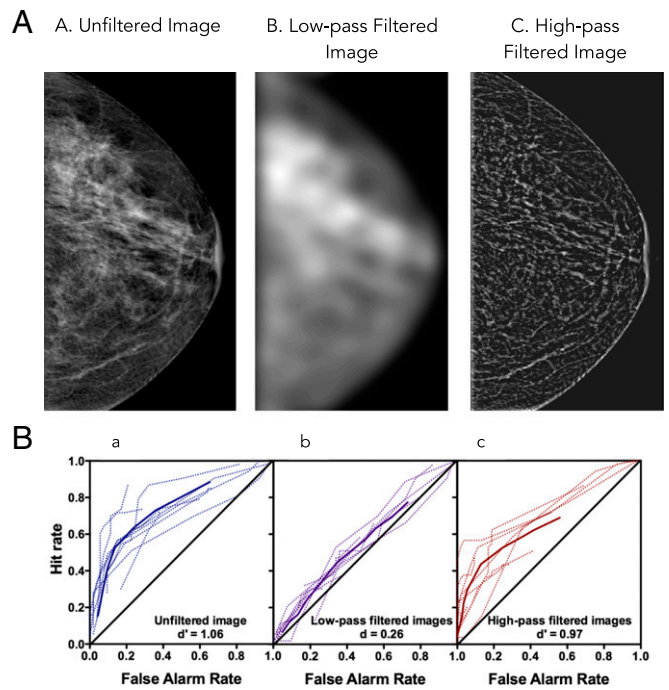 A
A. Unfiltered Image
B. Low-pass Filtered
Image
C. High-pass
Filtered Image
B
a
b
c
Hit rate
1.0
0.8
0.6
0.4
0.2
0.0
Unfiltered image
d' = 1.06
Low-pass filtered images
d = 0.26
High-pass filtered images
d' = 0.97
0.0 0.2 0.4 0.6 0.8 1.0 0.2 0.4 0.6 0.8 1.0 0.2 0.4 0.6 0.8 1.0
False Alarm Rate
False Alarm Rate
False Alarm Rate